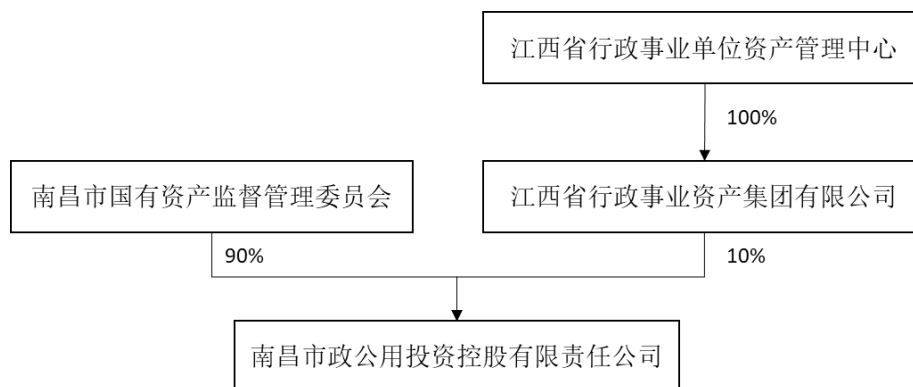 江西省行政事业单位资产管理中心
100%
南昌市国有资产监督管理委员会
江西省行政事业资产集团有限公司
90%
10%
南昌市政公用投资控股有限责任公司